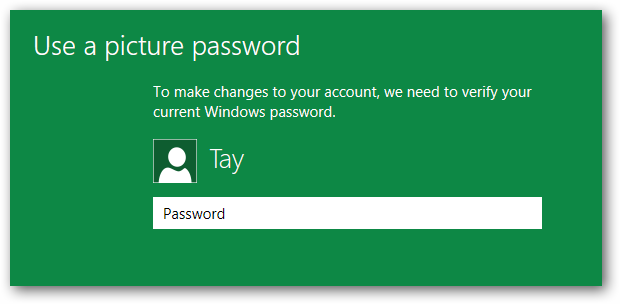 Use a picture password
To make changes to your account, we need to verify your
current Windows password.
Tay
Password